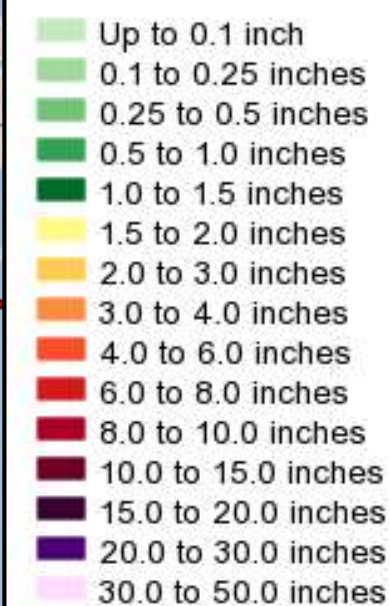 Up to 0.1 inch
0.1 to 0.25 inches
0.25 to 0.5 inches
0.5 to 1.0 inches
1.0 to 1.5 inches
1.5 to 2.0 inches
2.0 to 3.0 inches
3.0 to 4.0 inches
4.0 to 6.0 inches
6.0 to 8.0 inches
8.0 to 10.0 inches
10.0 to 15.0 inches
15.0 to 20.0 inches
20.0 to 30.0 inches
30.0 to 50.0 inches